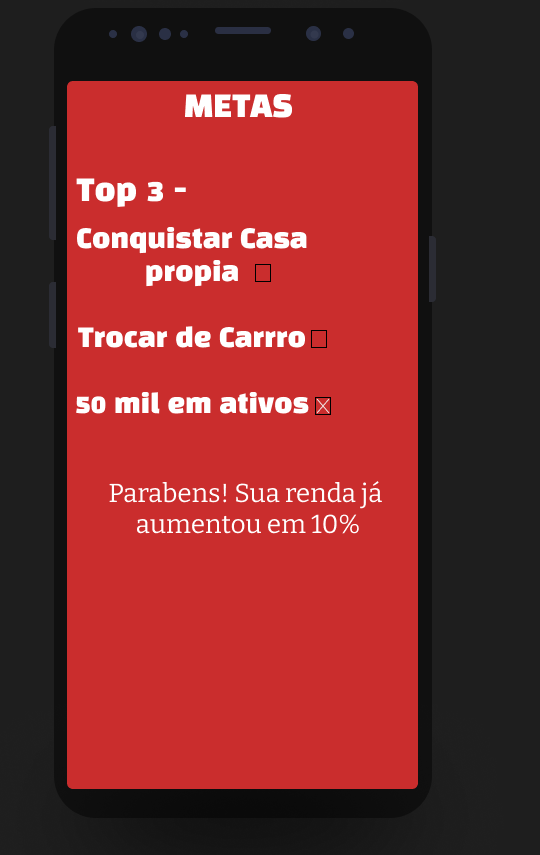 METAS
Top 3 -
Conquistar Casa
propia
Trocar de Carrro
50 mil em ativos
Parabens! Sua renda já
aumentou em 10%